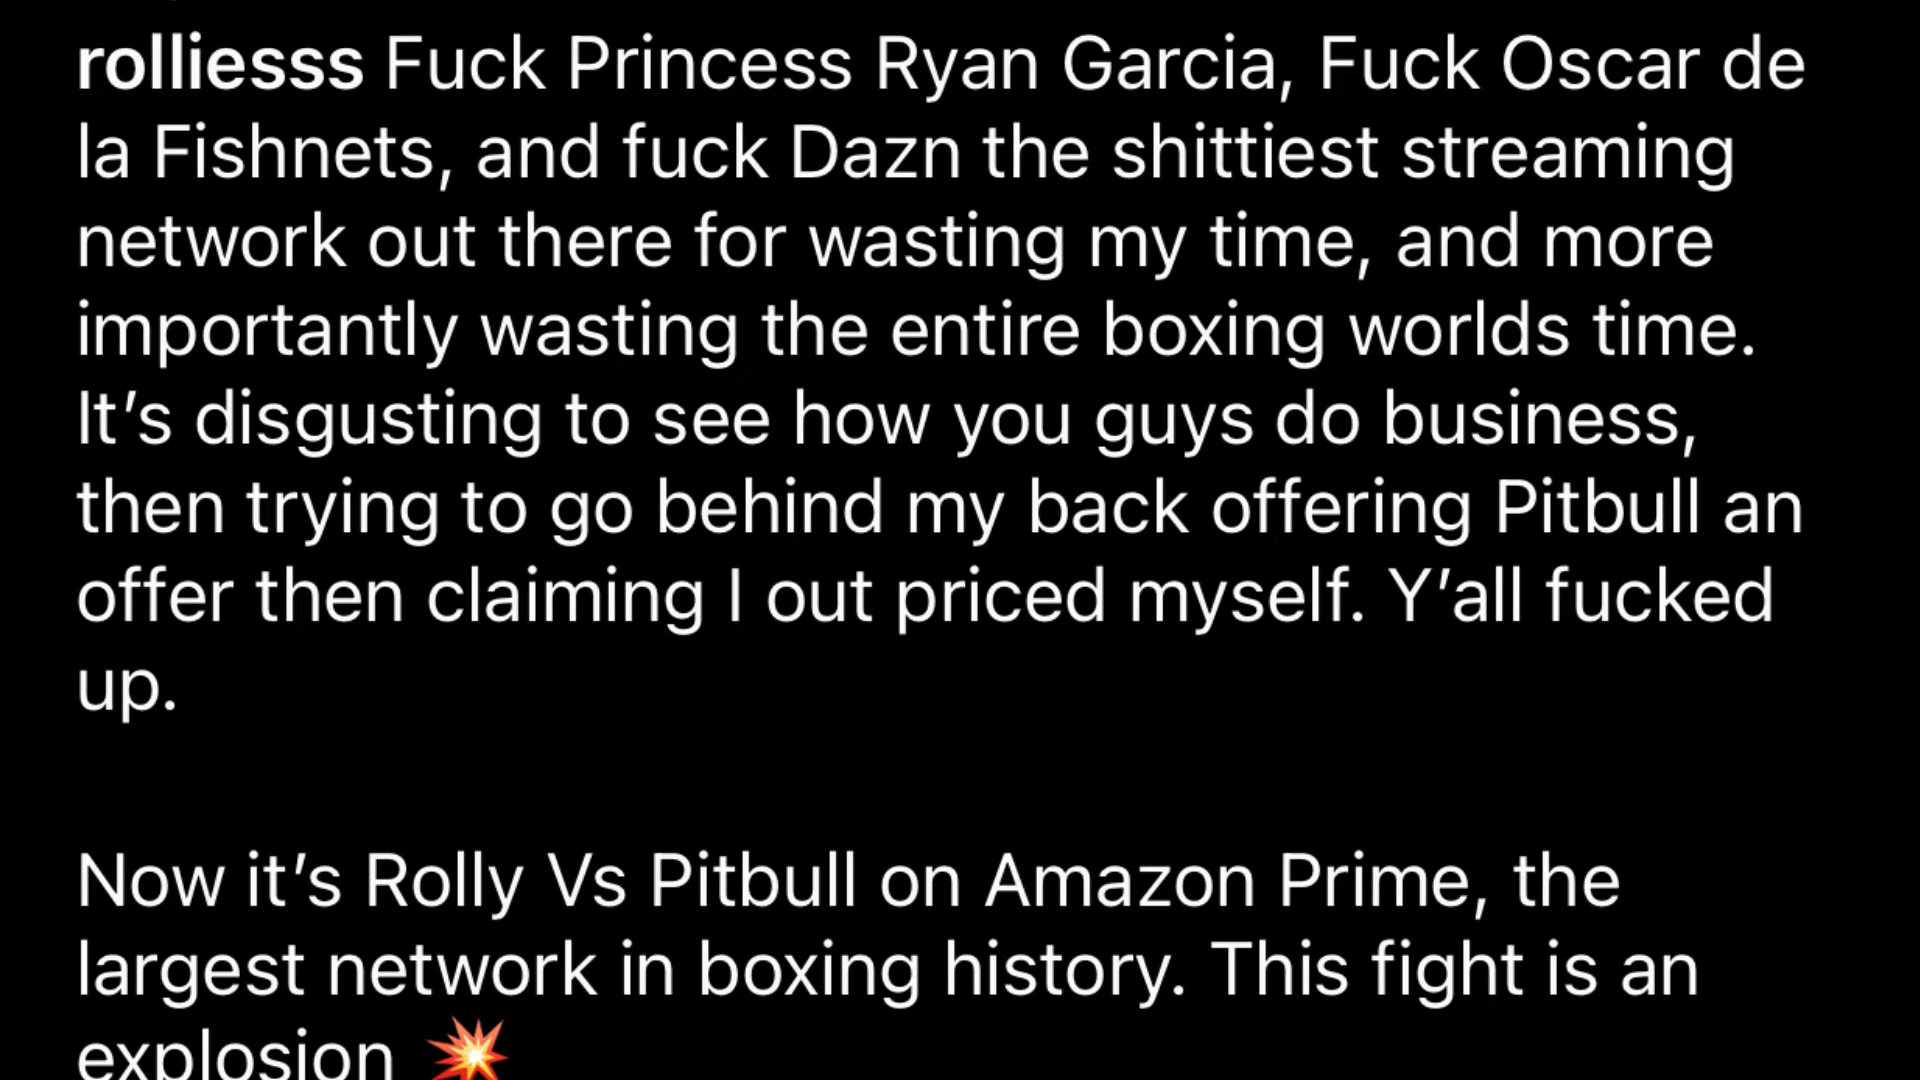 rolliesss Fuck Princess Ryan Garcia, Fuck Oscar de
la Fishnets, and fuck Dazn the shittiest streaming
network out there for wasting my time, and more
importantly wasting the entire boxing worlds time.
It’s disgusting to see how you guys do business,
then trying to go behind my back offering Pitbull an
offer then claiming I out priced myself. Y’all fucked
up.
Now it’s Rolly Vs Pitbull on Amazon Prime, the
largest network in boxing history. This fight is an
explosion 💥